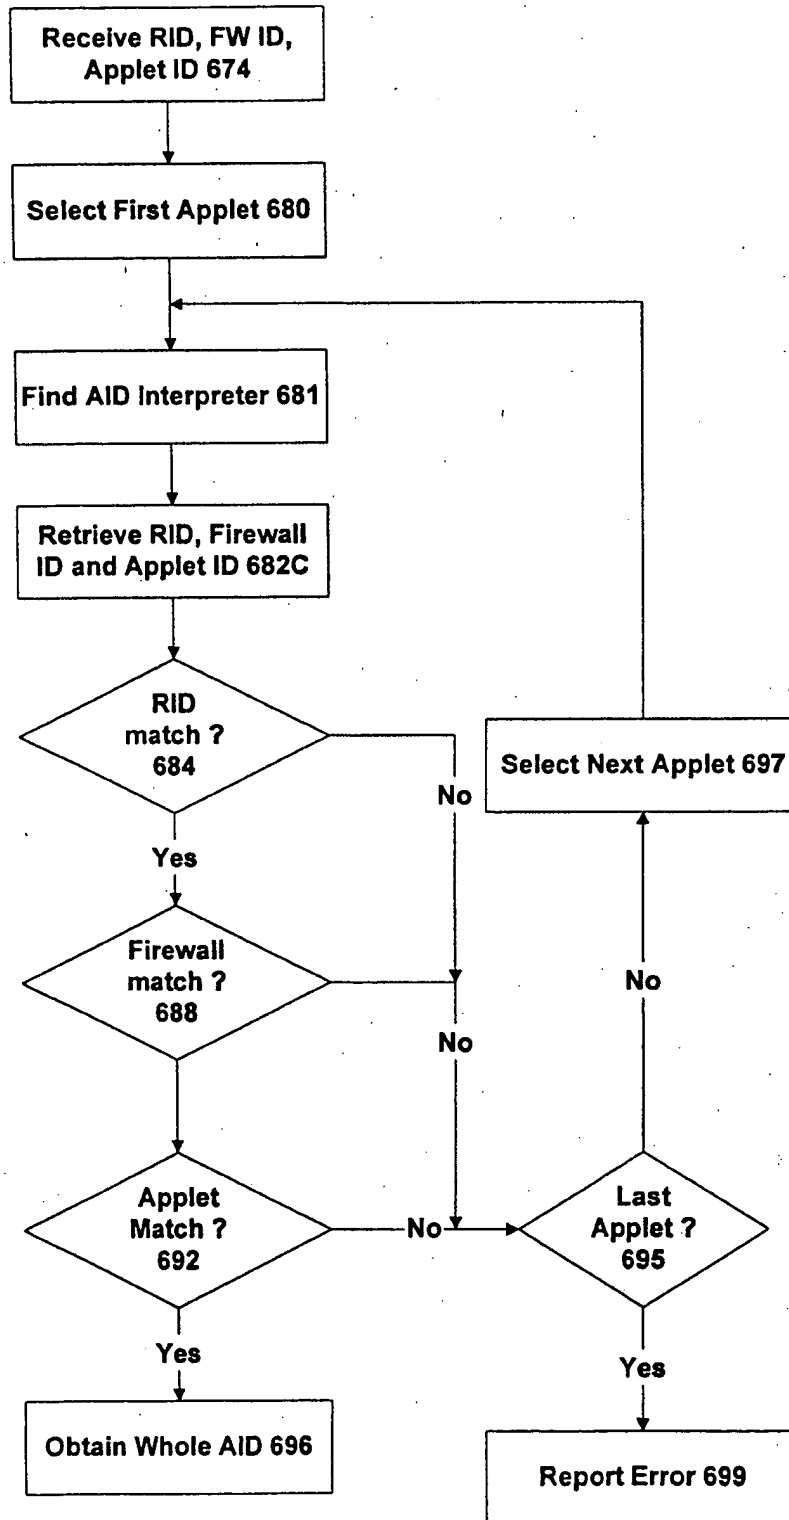 Receive RID, FW ID,
Applet ID 674
Select First Applet 680
Find AID Interpreter 681
Retrieve RID, Firewall
ID and Applet ID 682C
RID
match ?
684
No
Select Next Applet 697
Yes
Firewall
match ?
688
No
No
Applet
Match ?
692
No
Last
Applet ?
695
Yes
Yes
Obtain Whole AID 696
Report Error 699